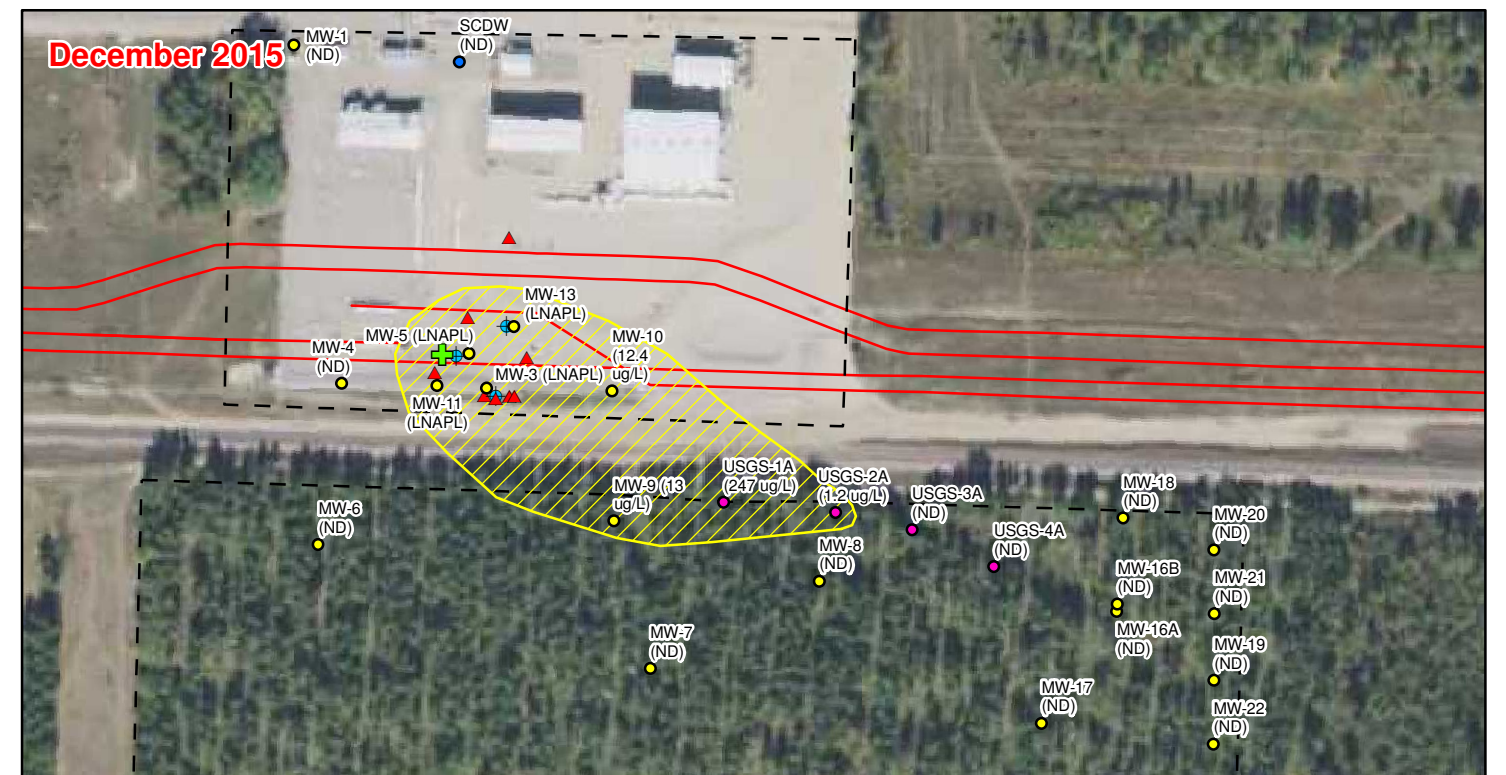 December 2015
MW-1
(ND)
SCDW
(ND)
MW-13
(LNAPL)
MW-5 (LNAPL)
MW-10
(12.4
ug/L)
MW-4
(ND)
MW-3 (LNAPL)
MW-11
(LNAPL)
MW-9 (13
ug/L)
USGS-1A
(247 ug/L)
USGS-2A
(1.2 ug/L)
USGS-3A
(ND)
USGS-4A
(ND)
MW-18
(ND)
MW-20
(ND)
MW-6
(ND)
MW-8
(ND)
MW-16B
(ND)
MW-21
(ND)
MW-16A
(ND)
MW-7
(ND)
MW-19
(ND)
MW-17
(ND)
MW-22
(ND)